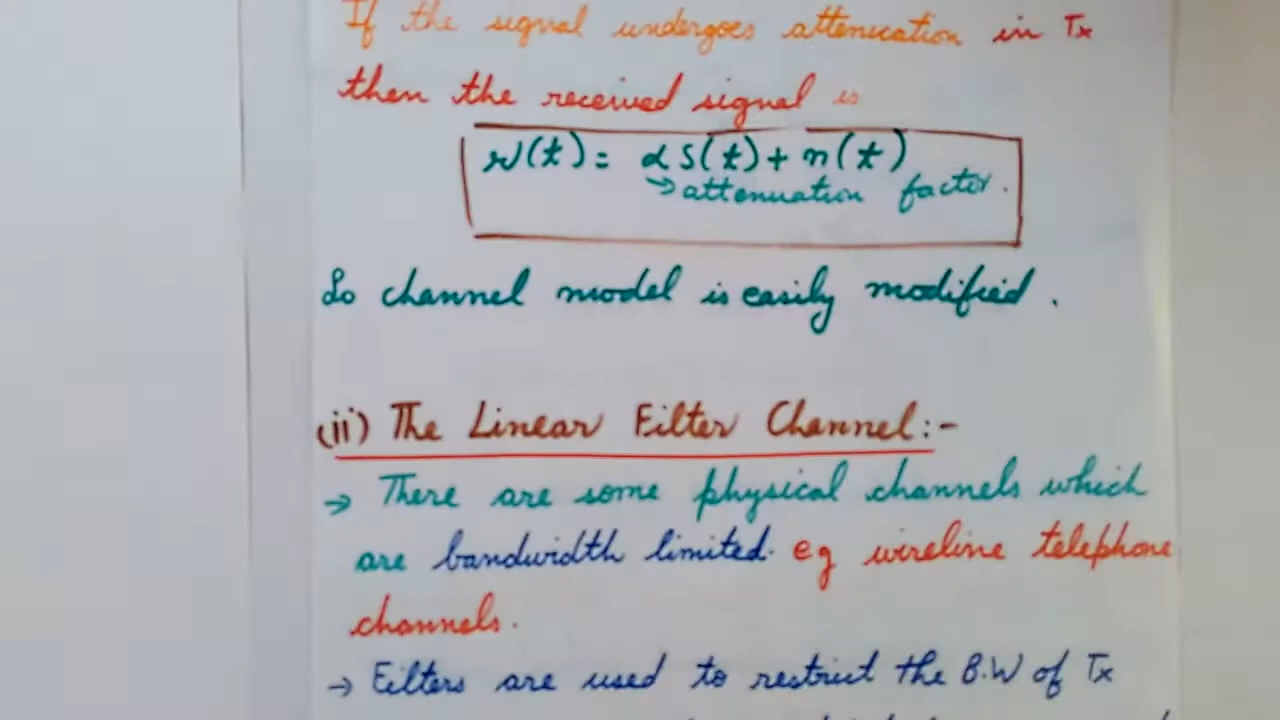 If the signal undergoes attenuation in Tx
then the received signal is
r(t) = αS(t) + n(t)
→ attenuation factor.
So channel model is easily modified.
(ii) The Linear Filter Channel:-
→ There are some physical channels which
are bandwidth limited. eg wireline telephone
channels.
→ Filters are used to restrict the B.W of Tx